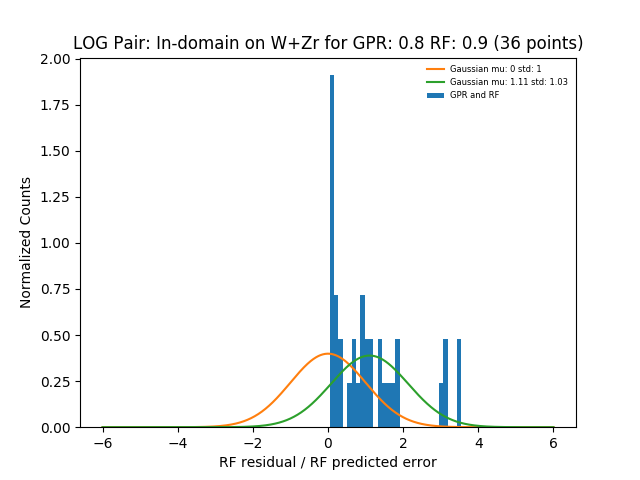 LOG Pair: In-domain on W+Zr for GPR: 0.8 RF: 0.9 (36 points)
Gaussian mu: 0 std: 1
Gaussian mu: 1.11 std: 1.03
GPR and RF
Normalized Counts
2.00
1.75
1.50
1.25
1.00
0.75
0.50
0.25
0.00
−6 −4 −2 0 2 4 6
RF residual / RF predicted error